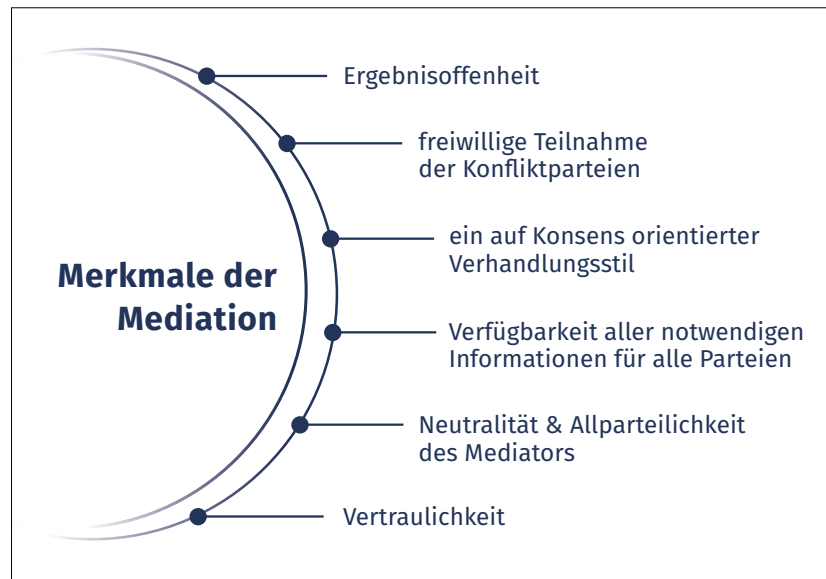 Merkmale der
Mediation
Ergebnisoffenheit
freiwillige Teilnahme
der Konfliktparteien
ein auf Konsens orientierter
Verhandlungsstil
Verfügbarkeit aller notwendigen
Informationen für alle Parteien
Neutralität & Allparteilichkeit
des Mediators
Vertraulichkeit